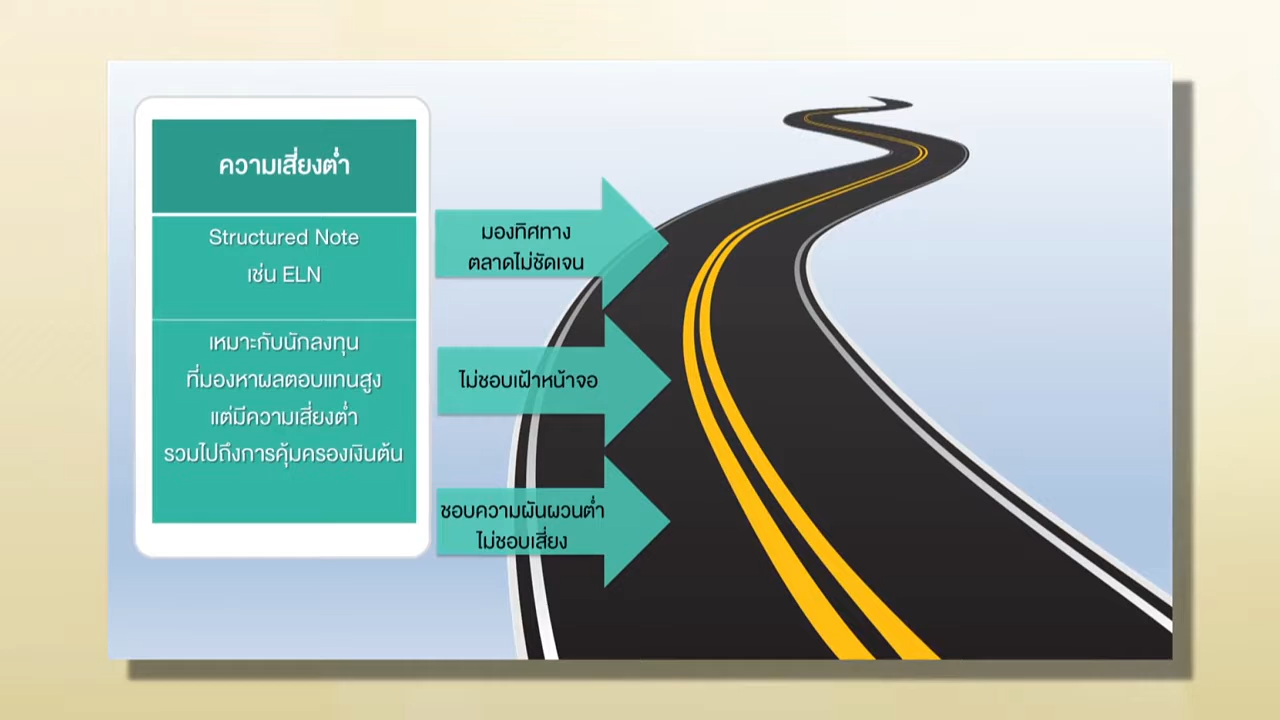 ความเสี่ยงต่ำ
Structured Note
เช่น ELN
เหมาะกับนักลงทุน
ที่มองหาผลตอบแทนสูง
แต่มีความเสี่ยงต่ำ
รวมไปถึงการคุ้มครองเงินต้น
มองทิศทาง
ตลาดไม่ชัดเจน
ไม่ชอบเฝ้าหน้าจอ
ชอบความผันผวนต่ำ
ไม่ชอบเสี่ยง